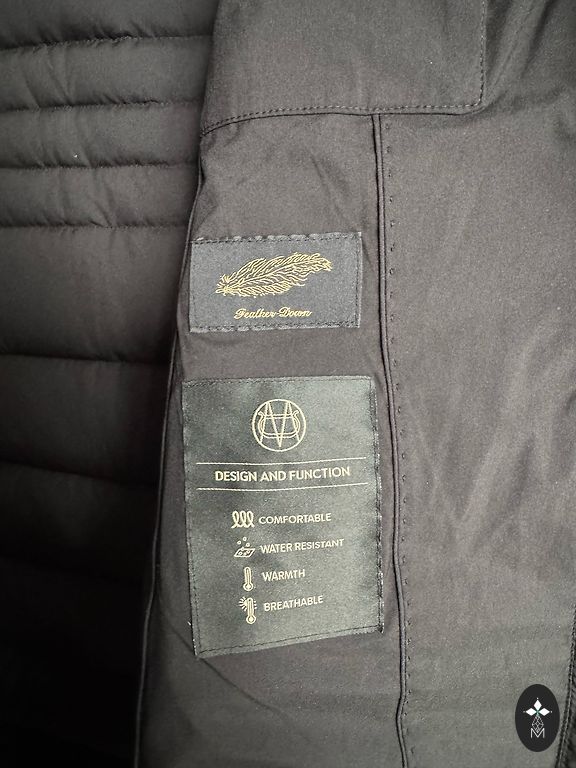 Feather-Down
DESIGN AND FUNCTION
COMFORTABLE
WATER RESISTANT
WARMTH
BREATHABLE
M